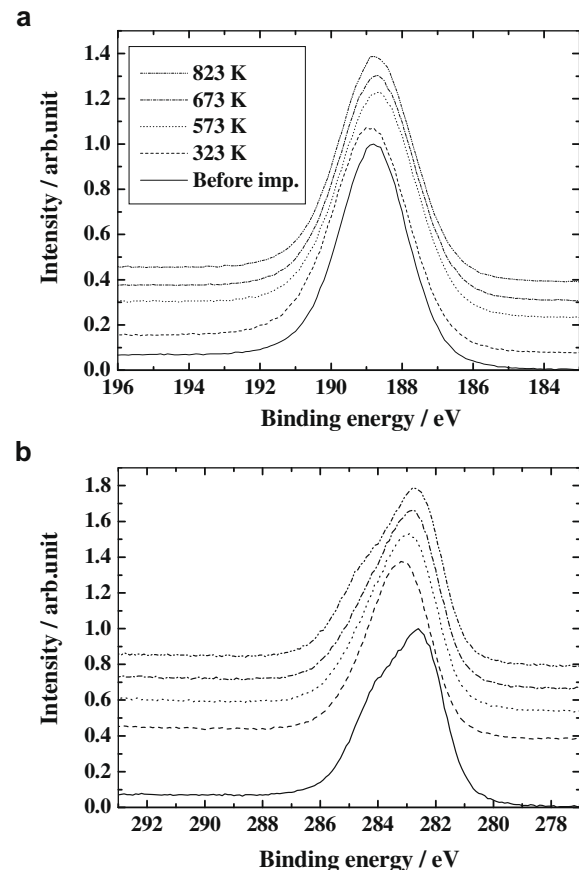 a
1.4
1.2
1.0
0.8
0.6
0.4
0.2
0.0
823 K
673 K
573 K
323 K
Before imp.
Intensity / arb.unit
196 194 192 190 188 186 184
Binding energy / eV
b
1.8
1.6
1.4
1.2
1.0
0.8
0.6
0.4
0.2
0.0
Intensity / arb.unit
292 290 288 286 284 282 280 278
Binding energy / eV